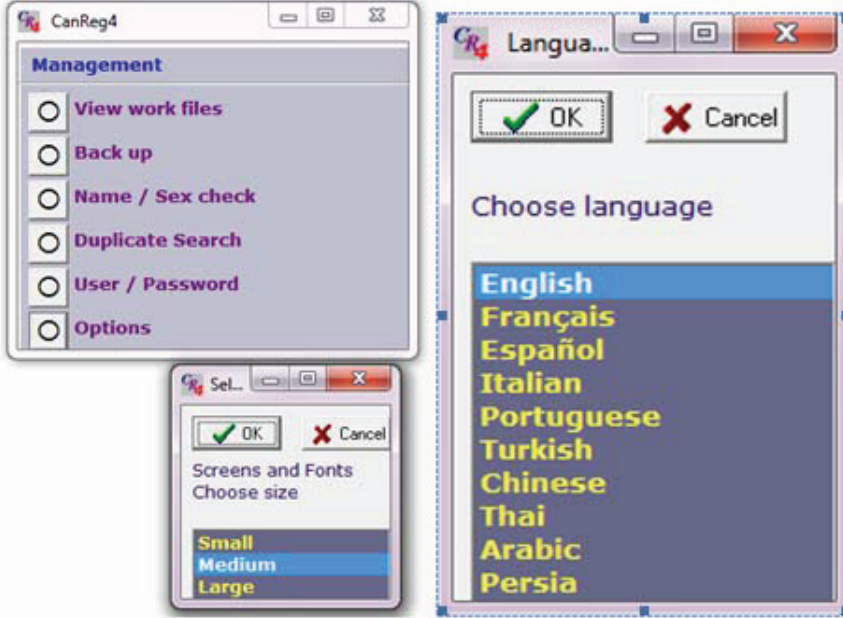 CanReg4
Management
View work files
Back up
Name / Sex check
Duplicate Search
User / Password
Options
Sel...
OK
Cancel
Screens and Fonts
Choose size
Small
Medium
Large
Langua...
OK
Cancel
Choose language
English
Français
Español
Italian
Portuguese
Turkish
Chinese
Thai
Arabic
Persia